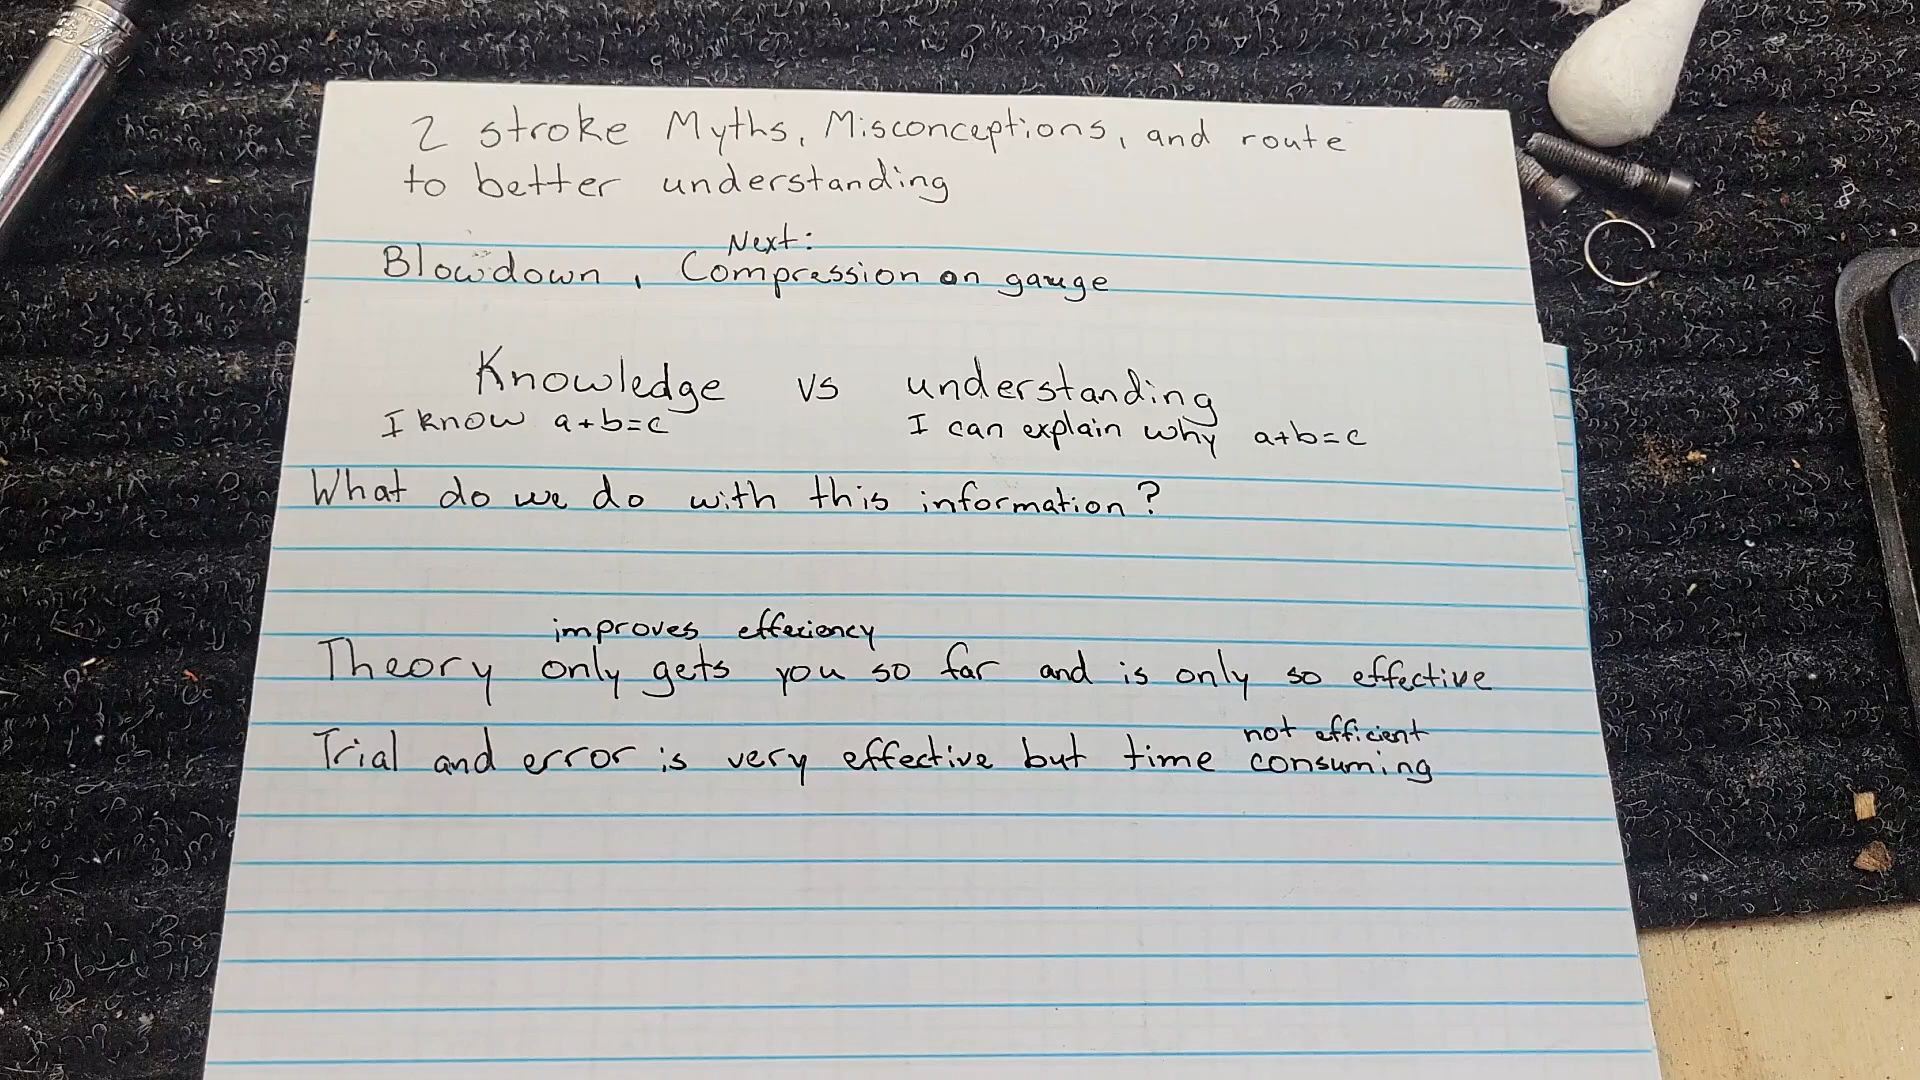 2 stroke Myths, Misconceptions, and route
to better understanding
Next:
Blowdown, Compression on gauge
Knowledge vs understanding
I know a+b=c I can explain why a+b=c
What do we do with this information?
improves effeciency
Theory only gets you so far and is only so effective
not efficient
Trial and error is very effective but time consuming